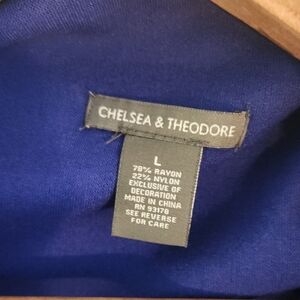 CHELSEA & THEODORE
L
78% RAYON
22% NYLON
EXCLUSIVE OF
DECORATION
MADE IN CHINA
RN 93178
SEE REVERSE
FOR CARE